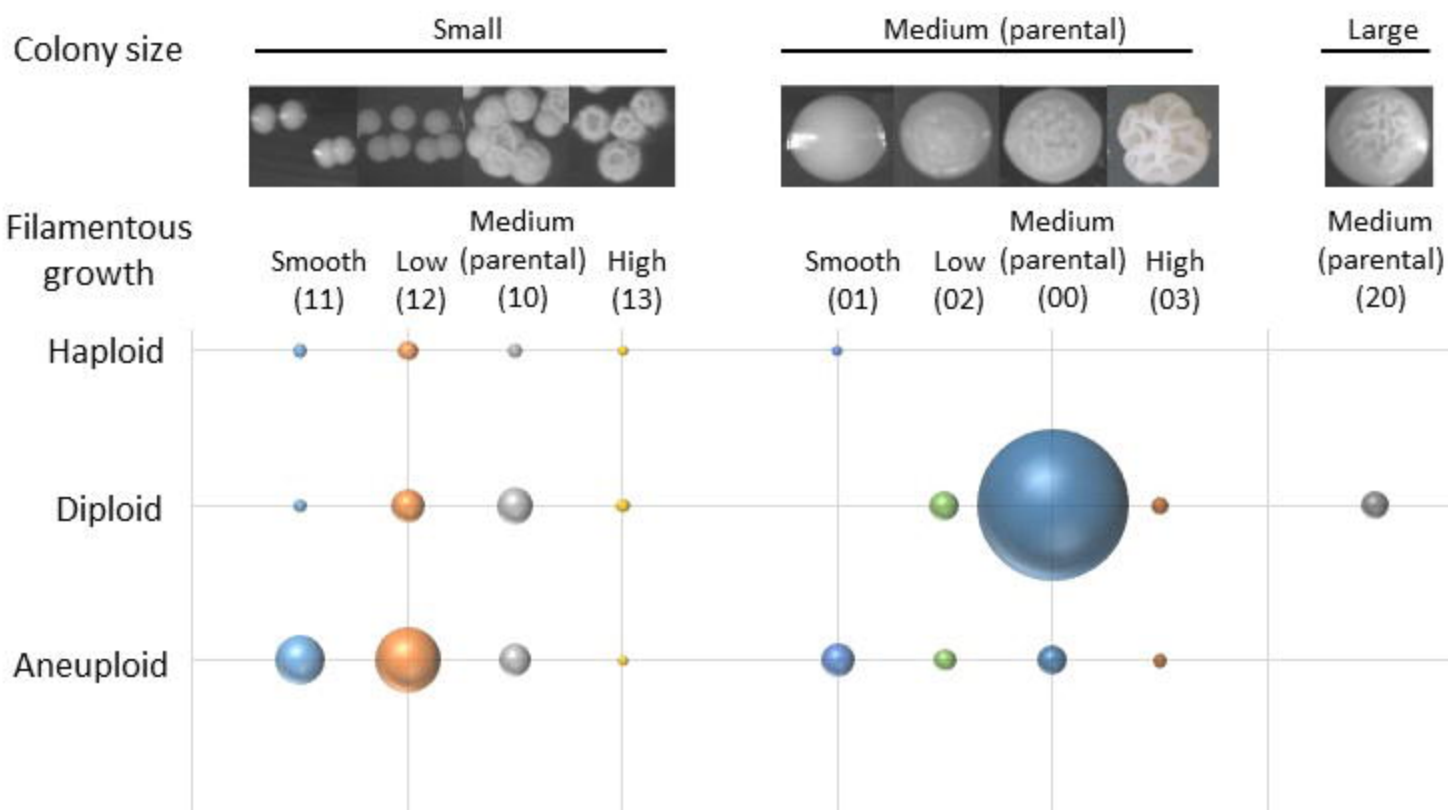 Colony size
Small
Medium (parental)
Large
Filamentous
growth
Smooth
(11)
Low
(12)
Medium
(parental)
(10)
High
(13)
Smooth
(01)
Low
(02)
Medium
(parental)
(00)
High
(03)
Medium
(parental)
(20)
Haploid
Diploid
Aneuploid